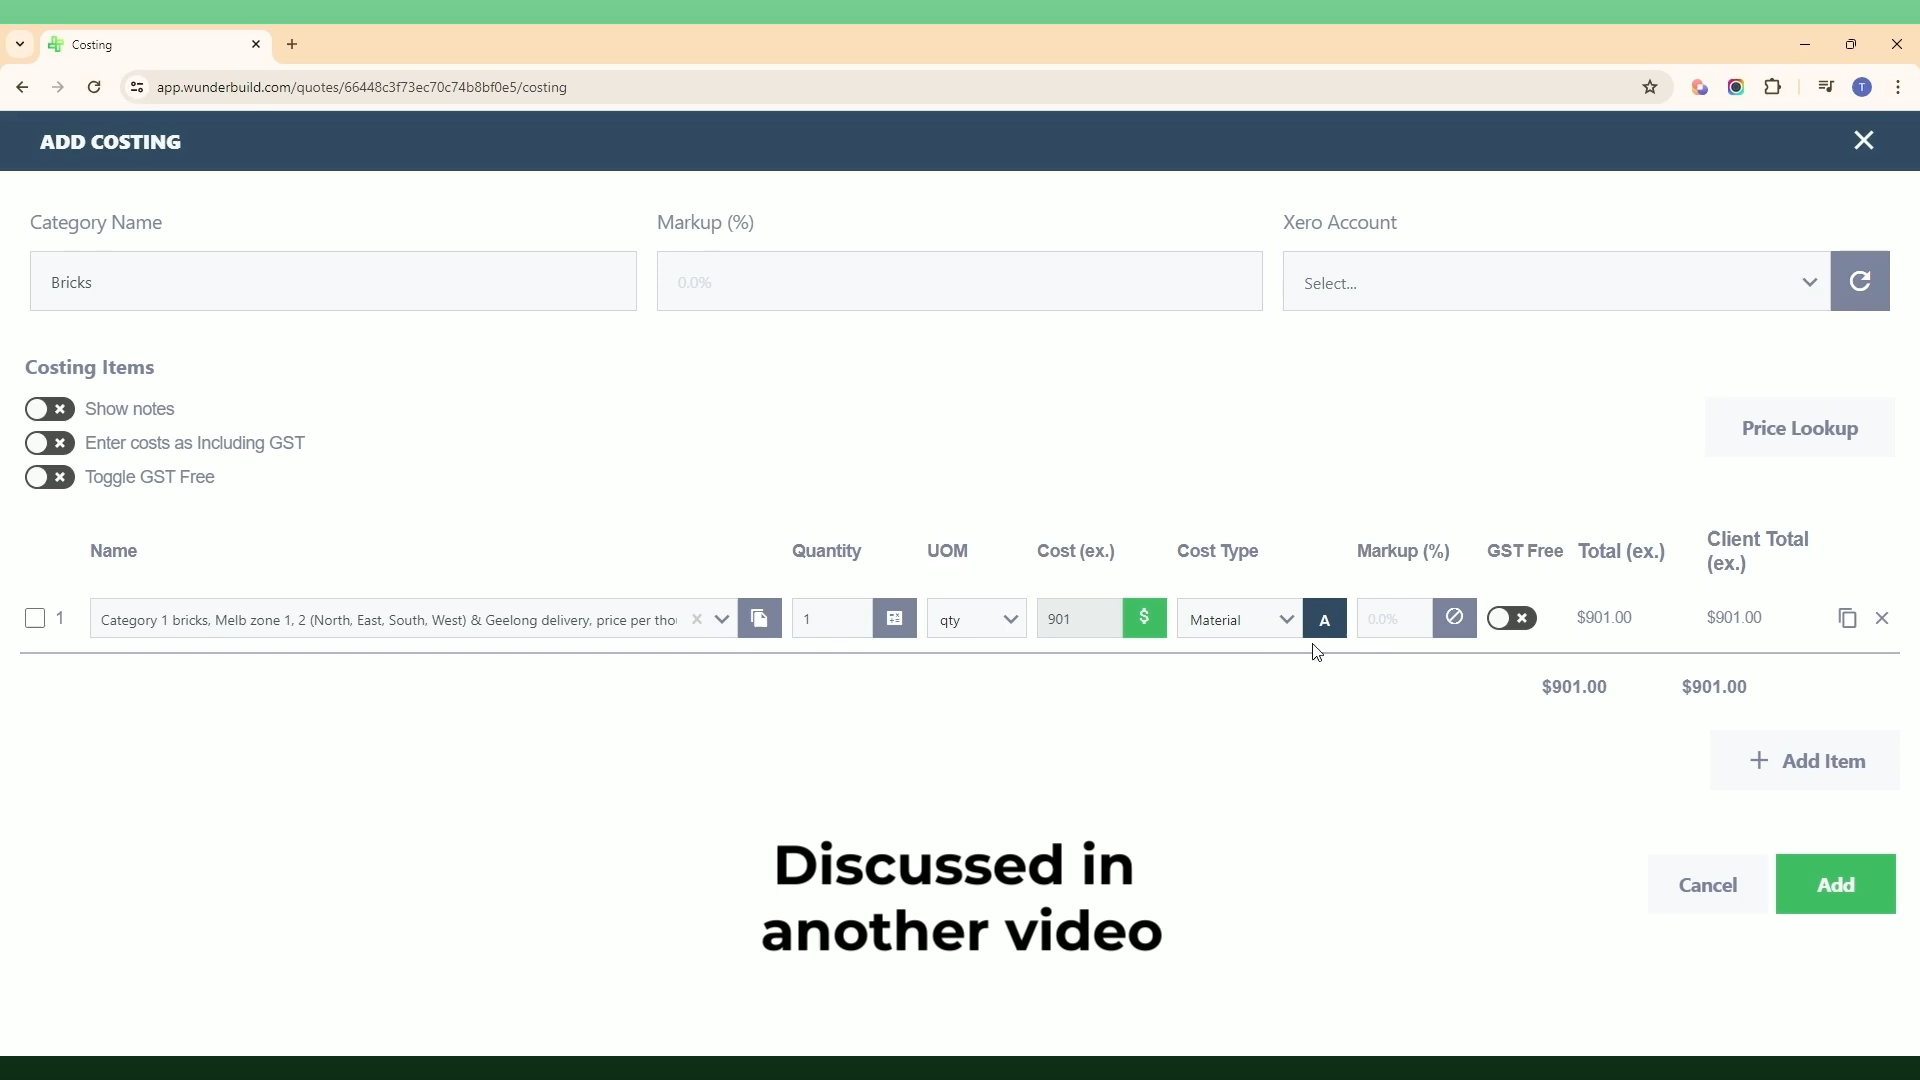 Costing
app.wunderbuild.com/quotes/66448c3f73ec70c74b8bf0e5/costing
T
ADD COSTING
Category Name
Markup (%)
Xero Account
Bricks
0.0%
Select...
Costing Items
Show notes
Enter costs as Including GST
Toggle GST Free
Price Lookup
Name
Quantity
UOM
Cost (ex.)
Cost Type
Markup (%)
GST Free
Total (ex.)
Client Total
(ex.)
1
Category 1 bricks, Melb zone 1, 2 (North, East, South, West) & Geelong delivery, price per thou
1
qty
901
$
Material
A
0.0%
$901.00
$901.00
$901.00
$901.00
Add Item
Discussed in
another video
Cancel
Add